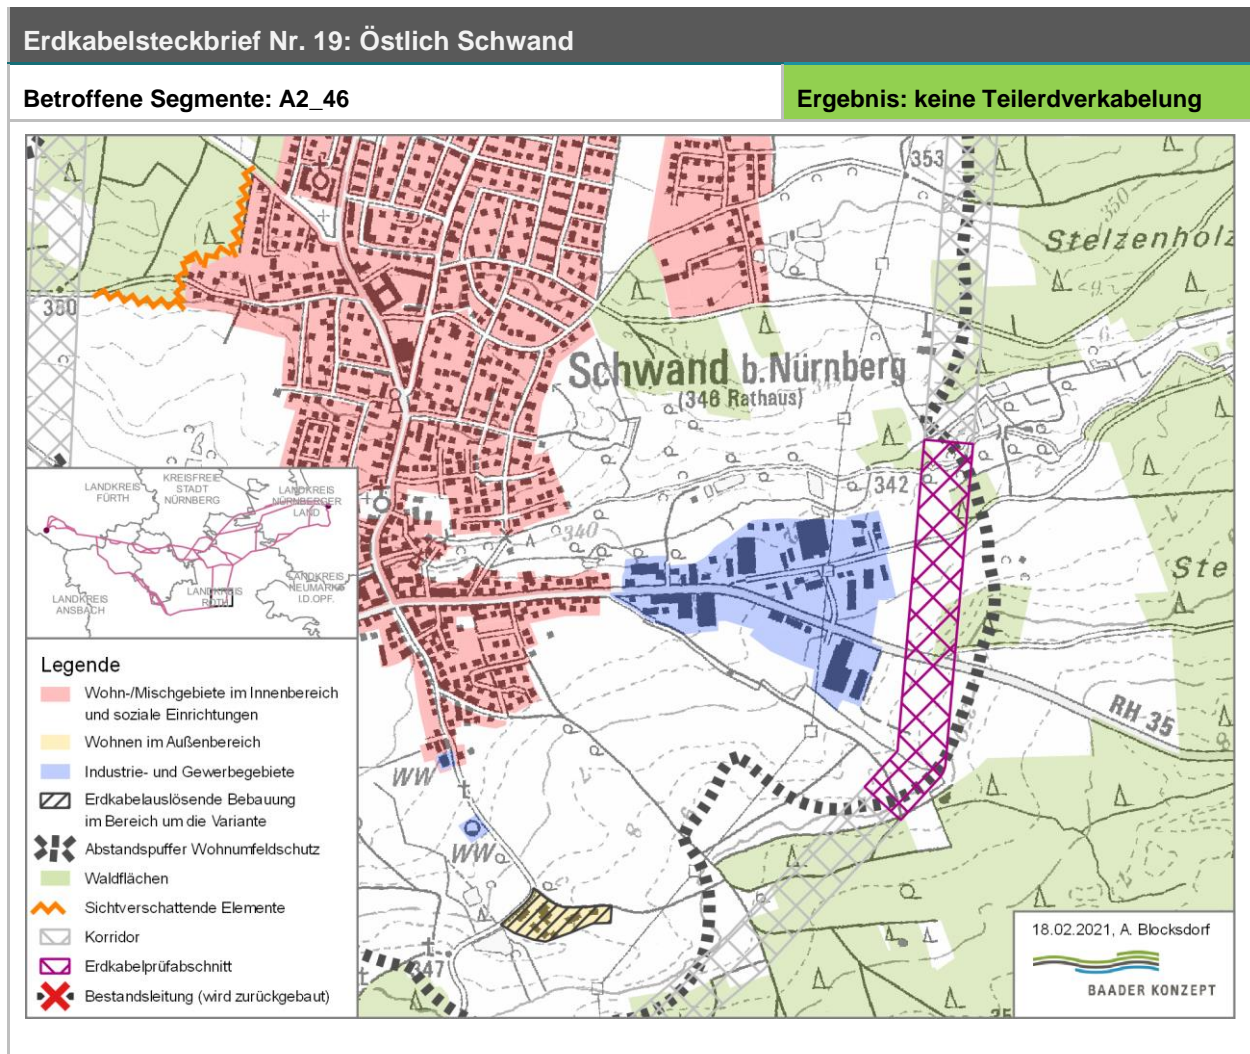 Erdkabelsteckbrief Nr. 19: Östlich Schwand
Betroffene Segmente: A2_46
Ergebnis: keine Teilerdverkabelung
353
350
Stelzenholz
350
Schwand b.Nürnberg
(346 Rathaus)
342
340
Ste
RH 35
WW
WW
347
LANDKREIS
FÜRTH
KREISFREIE
STADT
NÜRNBERG
LANDKREIS
NÜRNBERGER
LAND
LANDKREIS
ANSBACH
LANDKREIS
ROTH
LANDKREIS
NEUMARKT
I.D.OPF.
Legende
Wohn-/Mischgebiete im Innenbereich
und soziale Einrichtungen
Wohnen im Außenbereich
Industrie- und Gewerbegebiete
Erdkabelauslösende Bebauung
im Bereich um die Variante
Abstandspuffer Wohnumfeldschutz
Waldflächen
Sichtverschattende Elemente
Korridor
Erdkabelprüfabschnitt
Bestandsleitung (wird zurückgebaut)
18.02.2021, A. Blocksdorf
BAADER KONZEPT